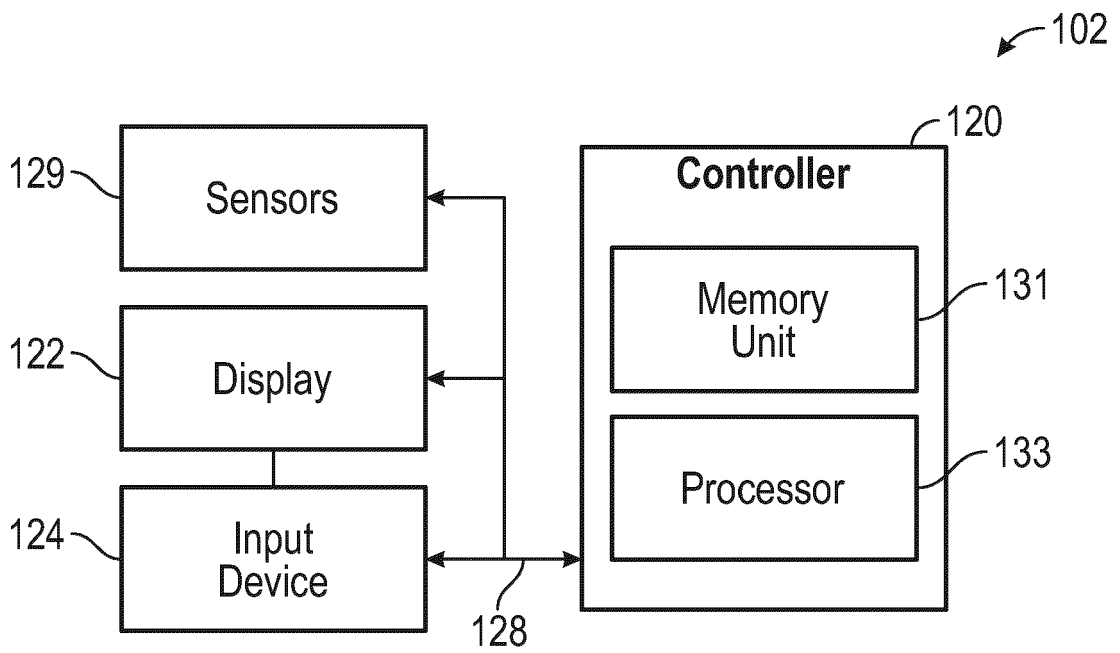 102
120
Controller
129
Sensors
Memory
Unit
131
122
Display
133
Processor
124
Input
Device
128